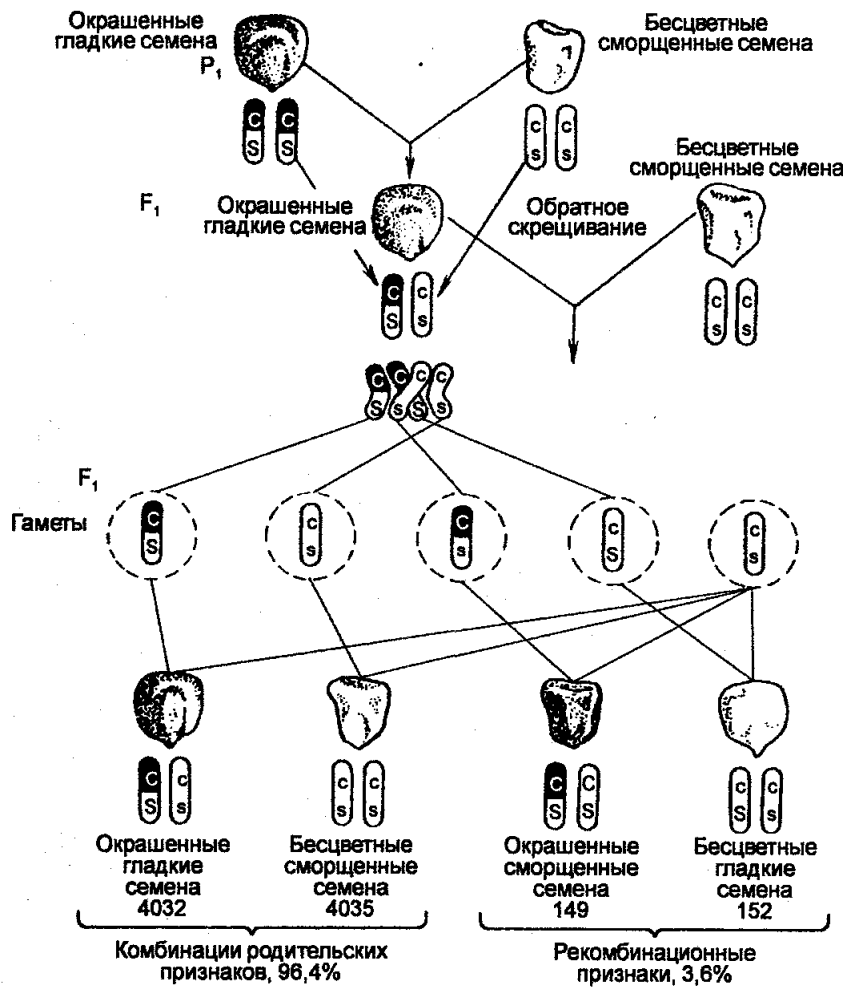 Окрашенные
гладкие семена
P₁
Бесцветные
сморщенные семена
C C
S S
c c
s s
Бесцветные
сморщенные семена
F₁
Окрашенные
гладкие семена
Обратное
скрещивание
C c
S s
c c
s s
C C c c
S s S s
F₁
Гаметы
C
S
c
s
C
s
c
S
c
s
C c
S s
c c
s s
C C
S S
c c
S s
Окрашенные
гладкие
семена
4032
Бесцветные
сморщенные
семена
4035
Окрашенные
сморщенные
семена
149
Бесцветные
гладкие
семена
152
Комбинации родительских
признаков, 96,4%
Рекомбинационные
признаки, 3,6%